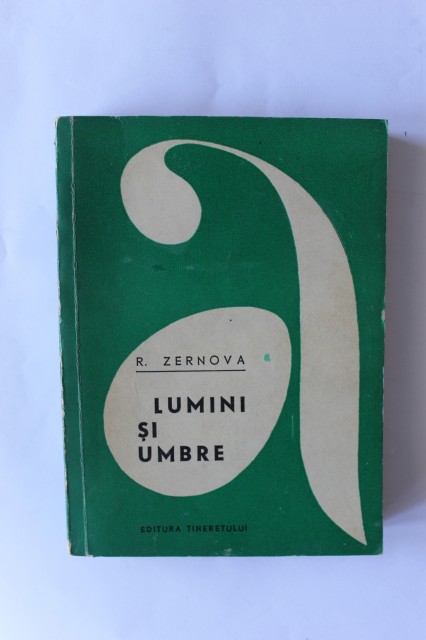 R. ZERNOVA
LUMINI
ȘI
UMBRE
EDITURA TINERETULUI